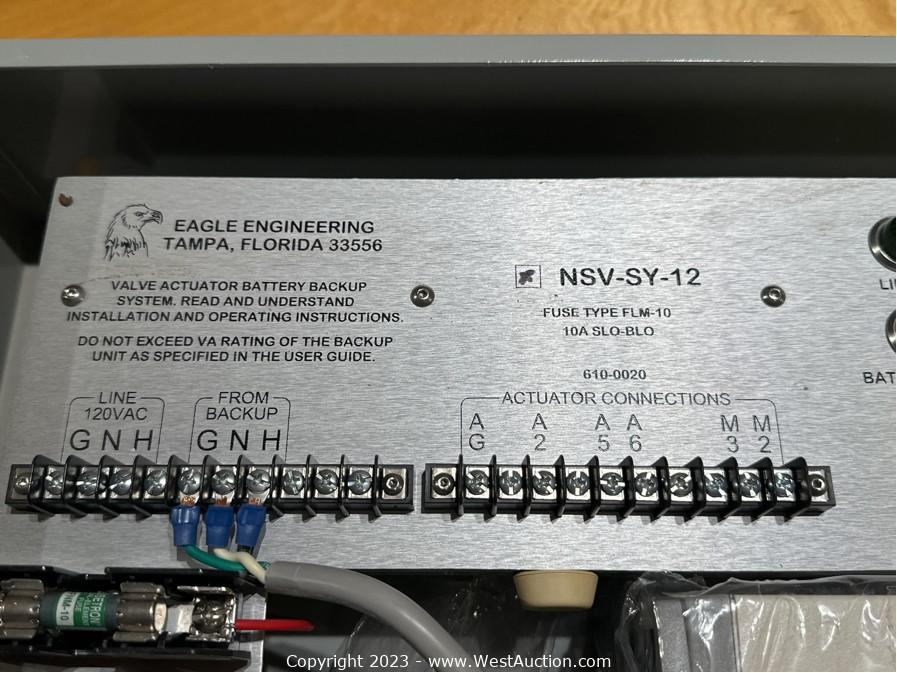 EAGLE ENGINEERING
TAMPA, FLORIDA 33556
VALVE ACTUATOR BATTERY BACKUP
SYSTEM. READ AND UNDERSTAND
INSTALLATION AND OPERATING INSTRUCTIONS.
DO NOT EXCEED VA RATING OF THE BACKUP
UNIT AS SPECIFIED IN THE USER GUIDE.
NSV-SY-12
FUSE TYPE FLM-10
10A SLO-BLO
610-0020
LI
BAT
LINE
120VAC
G N H
FROM
BACKUP
G N H
ACTUATOR CONNECTIONS
A A A A M M
G 2 5 6 3 2
Copyright 2023 - www.WestAuction.com